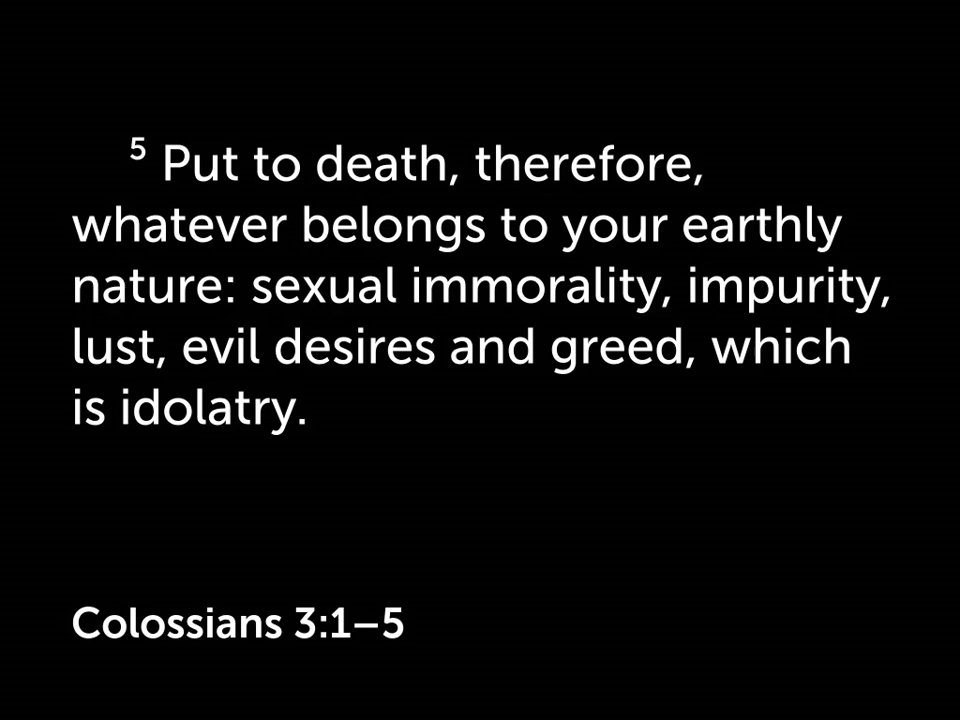 ⁵ Put to death, therefore,
whatever belongs to your earthly
nature: sexual immorality, impurity,
lust, evil desires and greed, which
is idolatry.
Colossians 3:1–5